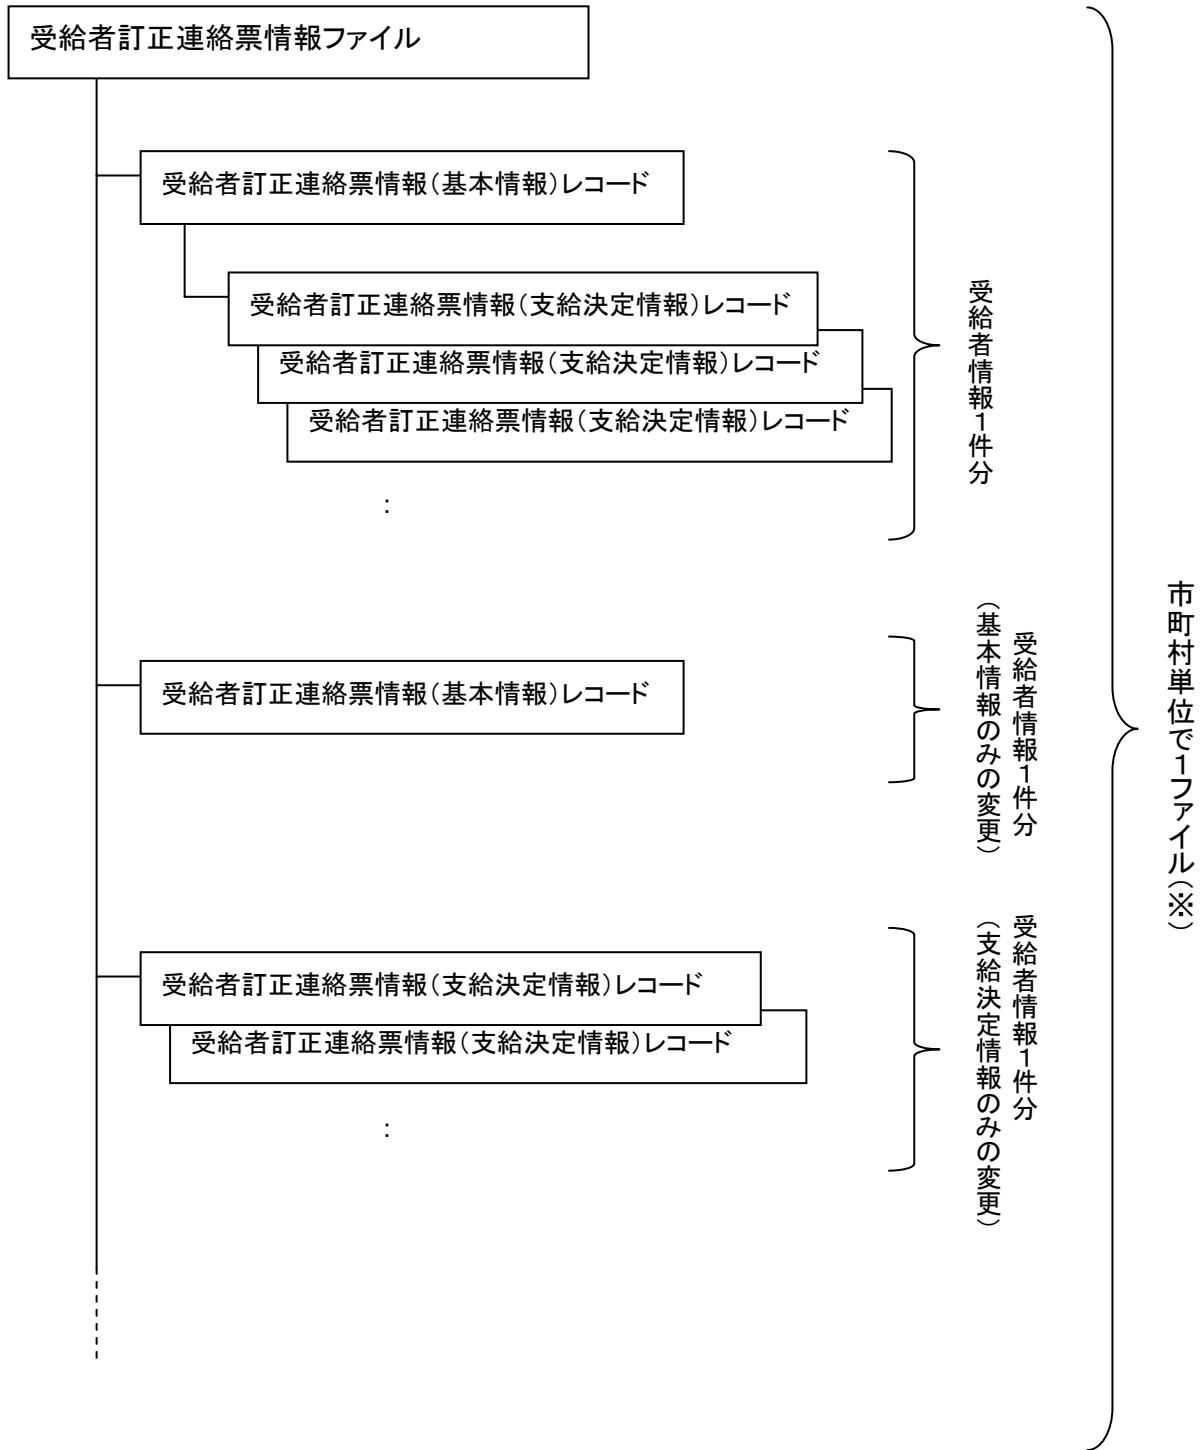 受給者訂正連絡票情報ファイル
受給者訂正連絡票情報(基本情報)レコード
受給者訂正連絡票情報(支給決定情報)レコード
受給者訂正連絡票情報(支給決定情報)レコード
受給者訂正連絡票情報(支給決定情報)レコード
:
受給者情報1件分
受給者訂正連絡票情報(基本情報)レコード
受給者情報1件分
(基本情報のみの変更)
受給者訂正連絡票情報(支給決定情報)レコード
受給者訂正連絡票情報(支給決定情報)レコード
:
受給者情報1件分
(支給決定情報のみの変更)
市町村単位で1ファイル(※)